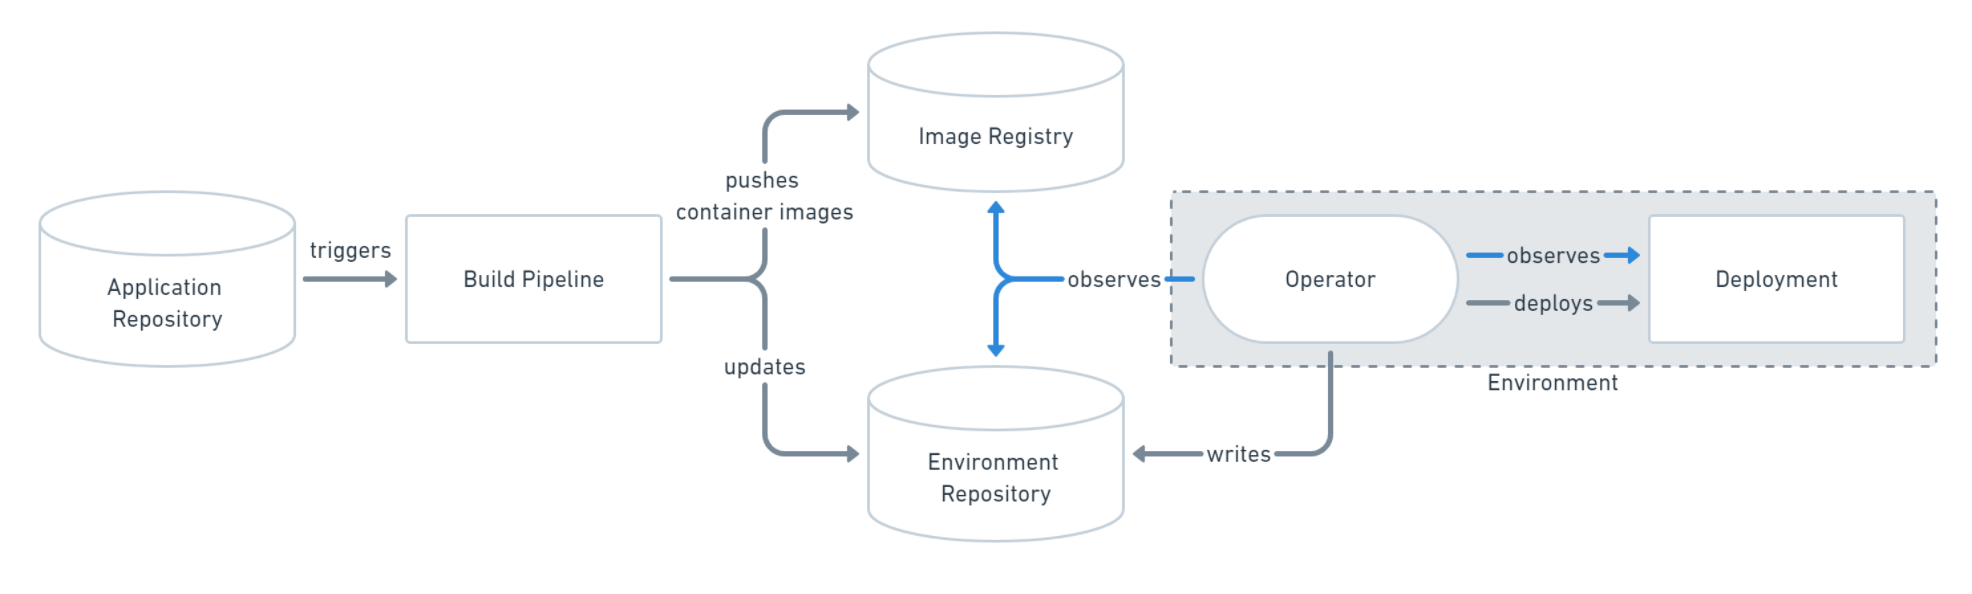 Application
Repository
triggers
Build Pipeline
pushes
container images
updates
Image Registry
Environment
Repository
observes
writes
Operator
observes
deploys
Deployment
Environment